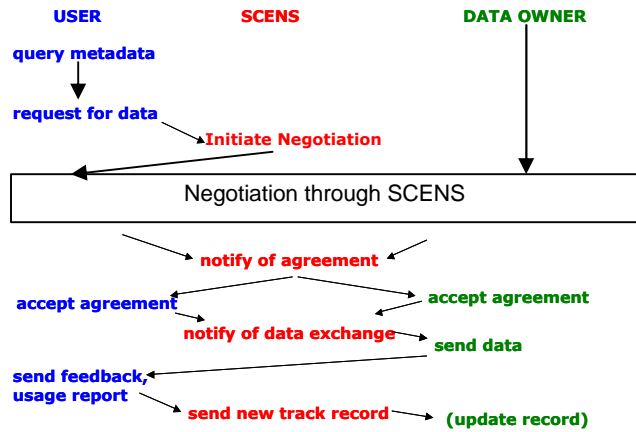 USER SCENS DATA OWNER
query metadata
request for data
Initiate Negotiation
Negotiation through SCENS
notify of agreement
accept agreement accept agreement
notify of data exchange
send data
send feedback,
usage report
send new track record (update record)